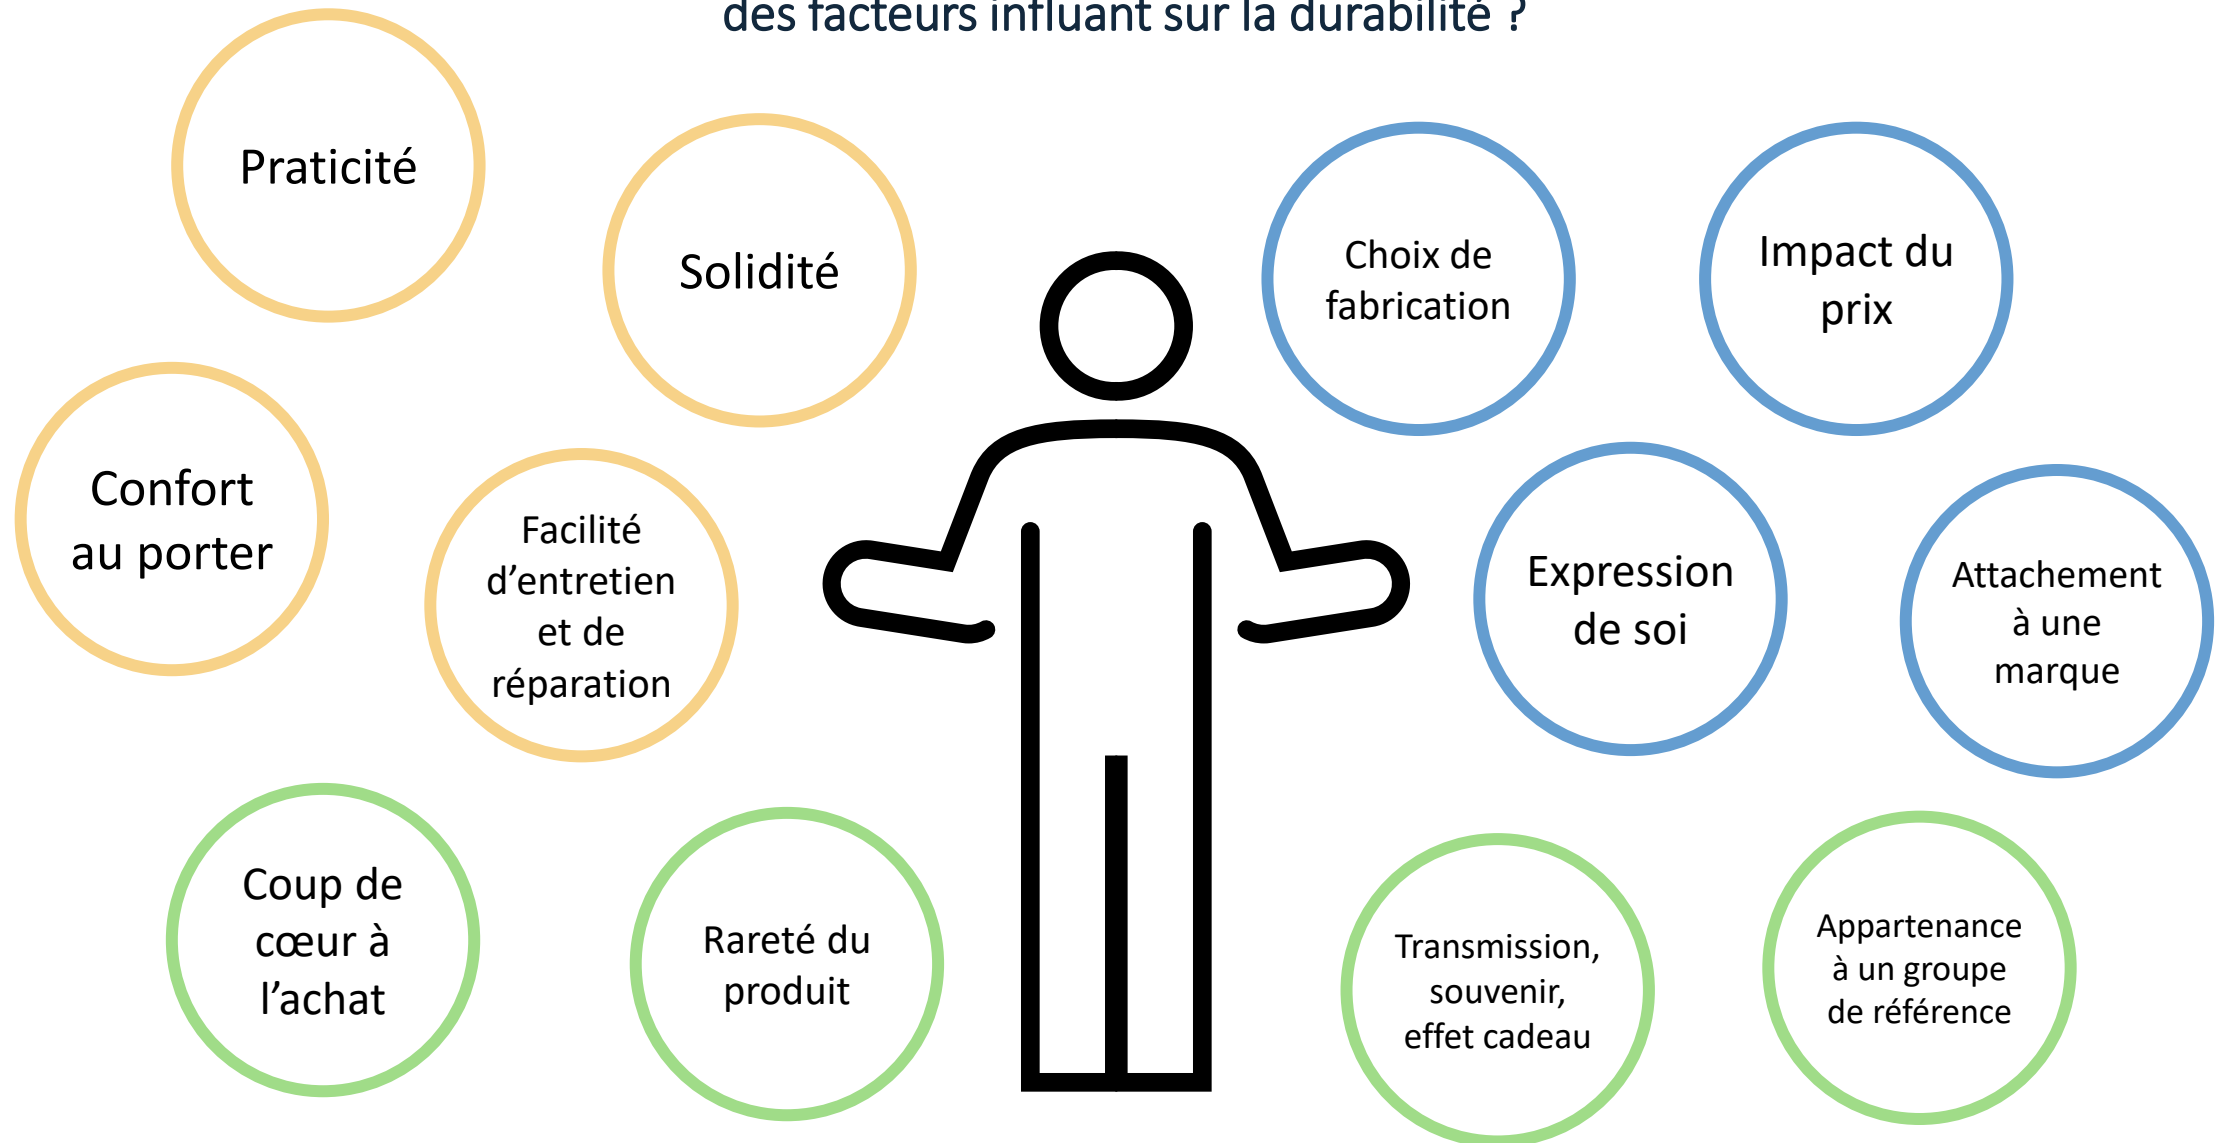 des facteurs influant sur la durabilité ?
Praticité
Solidité
Choix de
fabrication
Impact du
prix
Confort
au porter
Facilité
d’entretien
et de
réparation
Expression
de soi
Attachement
à une
marque
Coup de
cœur à
l’achat
Rareté du
produit
Transmission,
souvenir,
effet cadeau
Appartenance
à un groupe
de référence